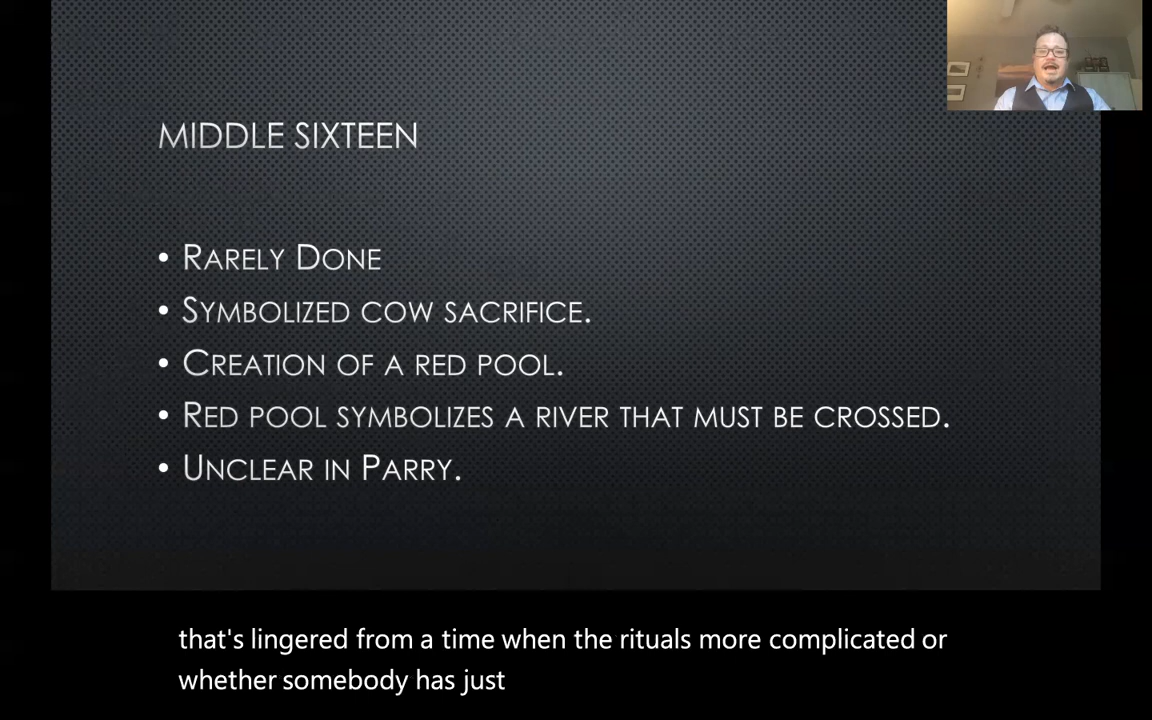 MIDDLE SIXTEEN
• RARELY DONE
• SYMBOLIZED COW SACRIFICE.
• CREATION OF A RED POOL.
• RED POOL SYMBOLIZES A RIVER THAT MUST BE CROSSED.
• UNCLEAR IN PARRY.
that's lingered from a time when the rituals more complicated or
whether somebody has just